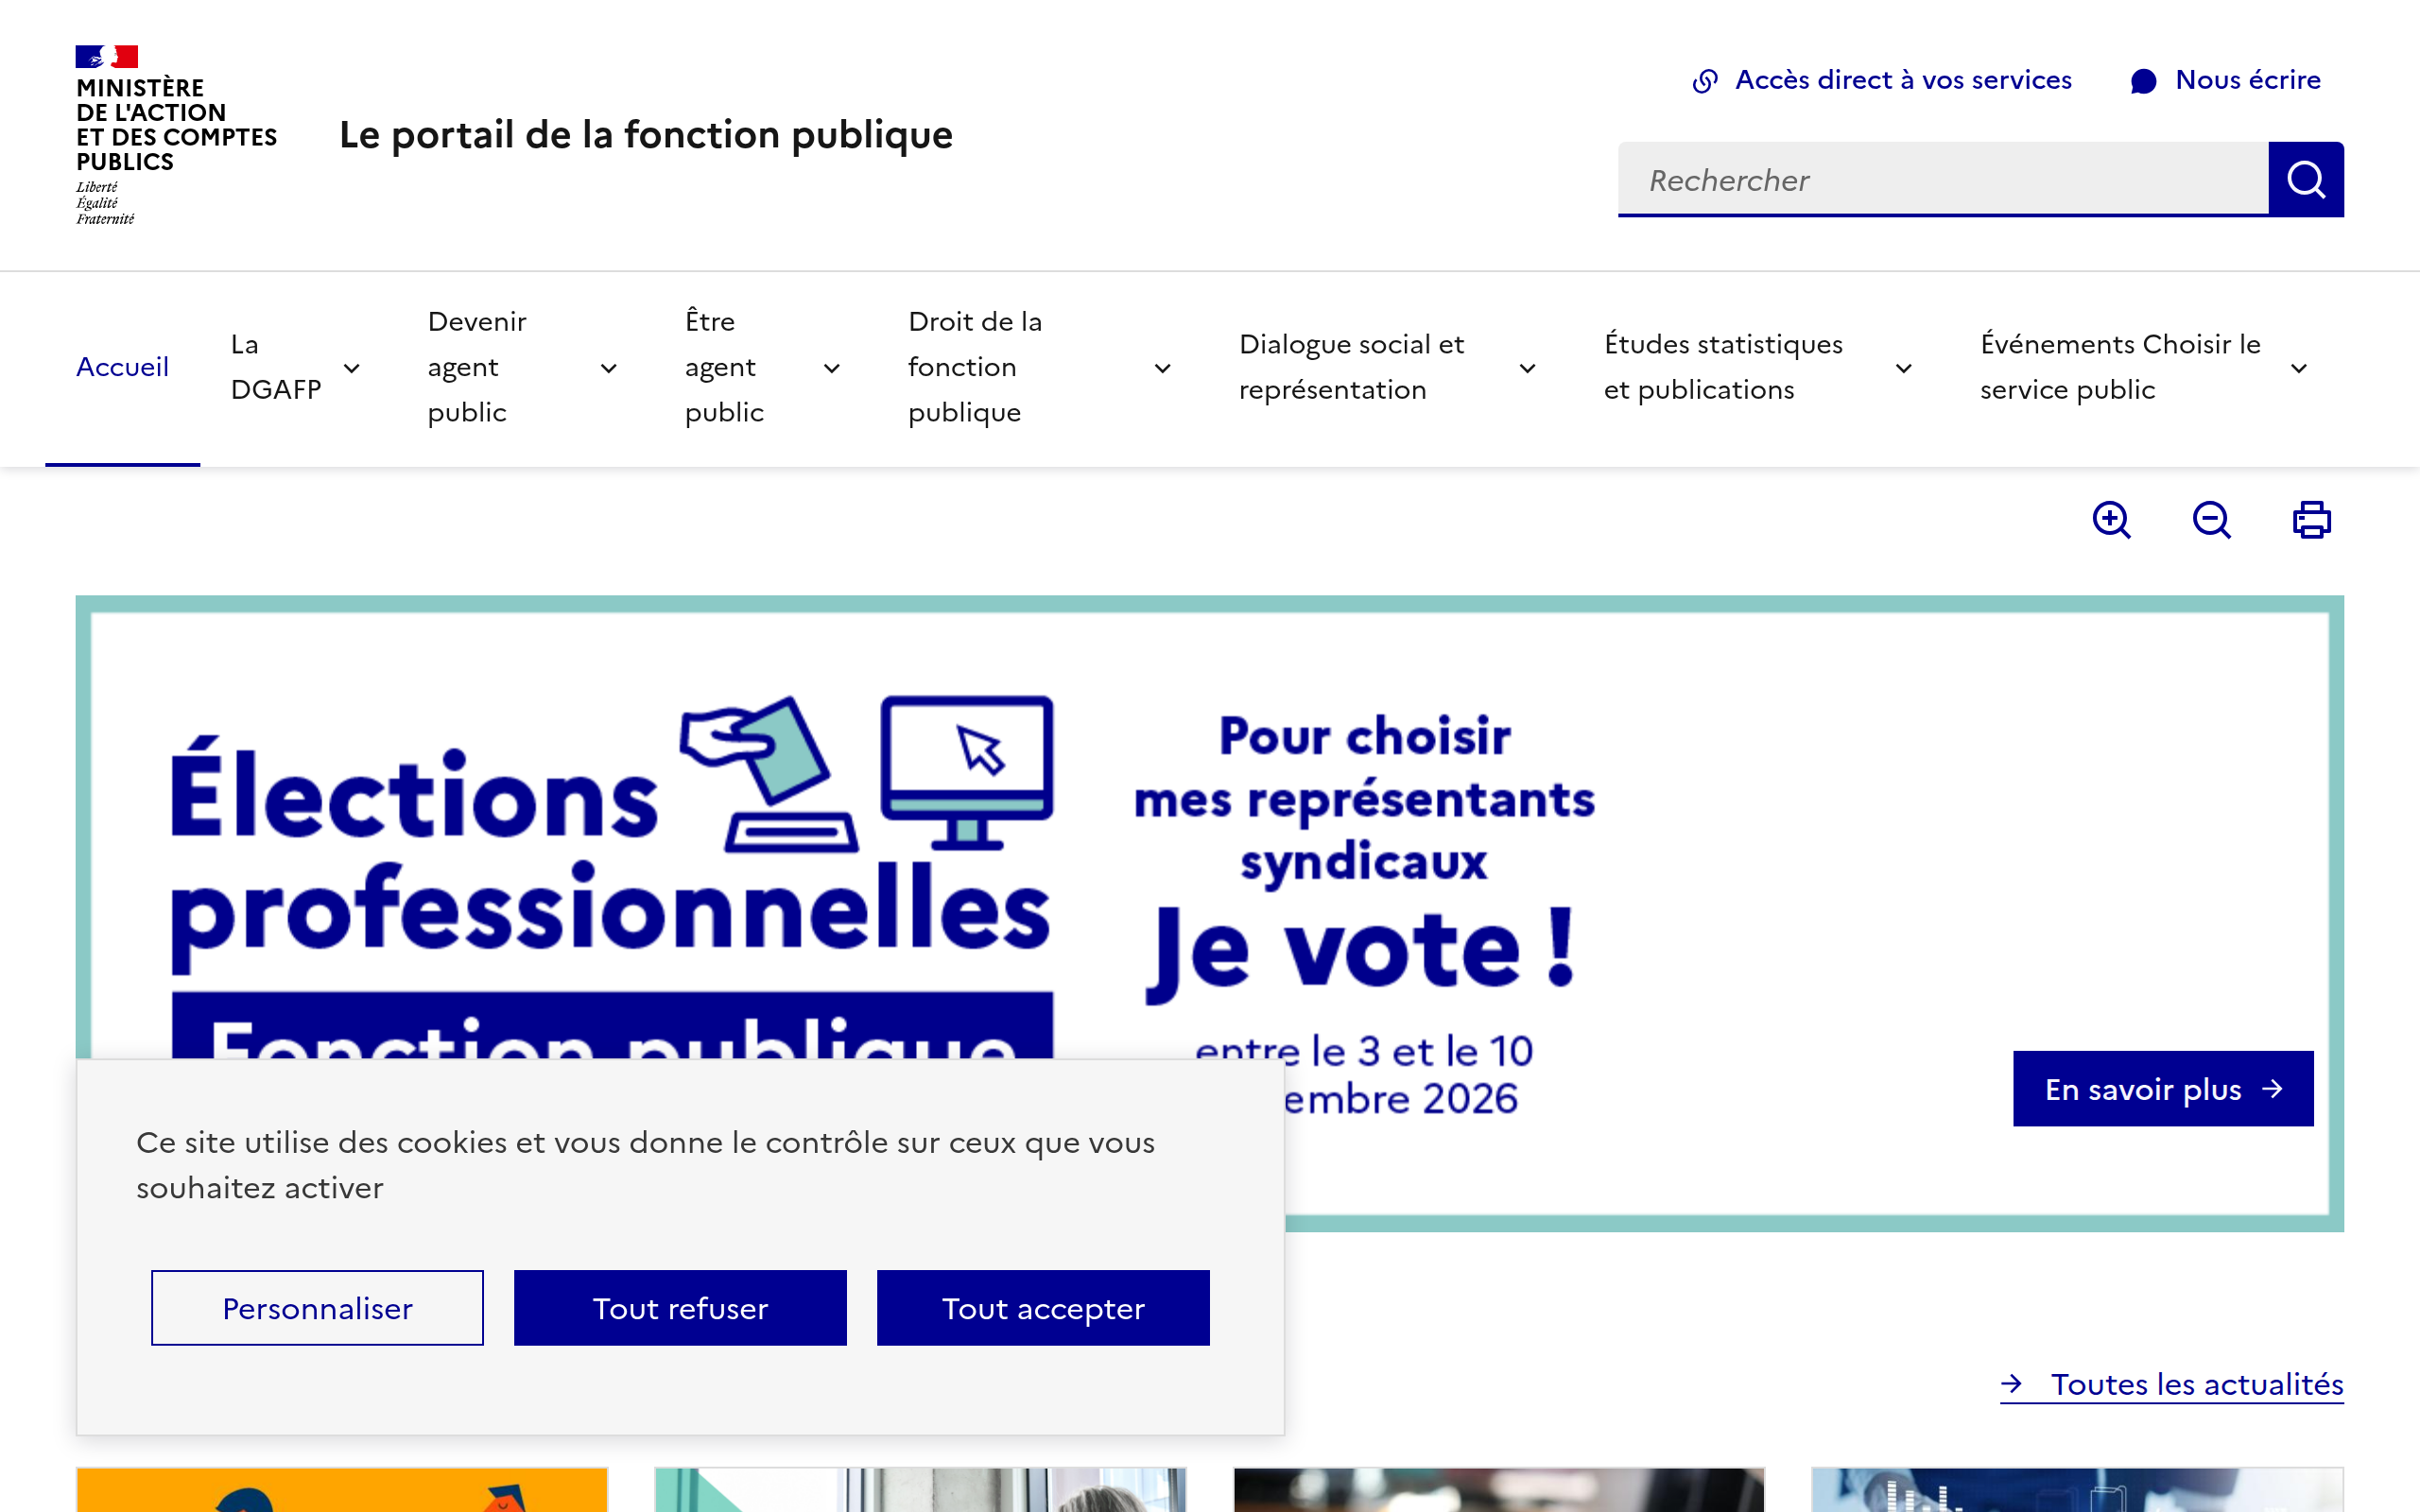 MINISTÈRE
DE L'ACTION
ET DES COMPTES
PUBLICS
Liberté
Égalité
Fraternité
Le portail de la fonction publique
Accès direct à vos services
Nous écrire
Rechercher
Accueil
La
DGAFP
Devenir
agent
public
Être
agent
public
Droit de la
fonction
publique
Dialogue social et
représentation
Études statistiques
et publications
Événements Choisir le
service public
Élections
professionnelles
Fonction publique
Pour choisir
mes représentants
syndicaux
Je vote !
entre le 3 et le 10
embre 2026
En savoir plus
Ce site utilise des cookies et vous donne le contrôle sur ceux que vous
souhaitez activer
Personnaliser
Tout refuser
Tout accepter
Toutes les actualités